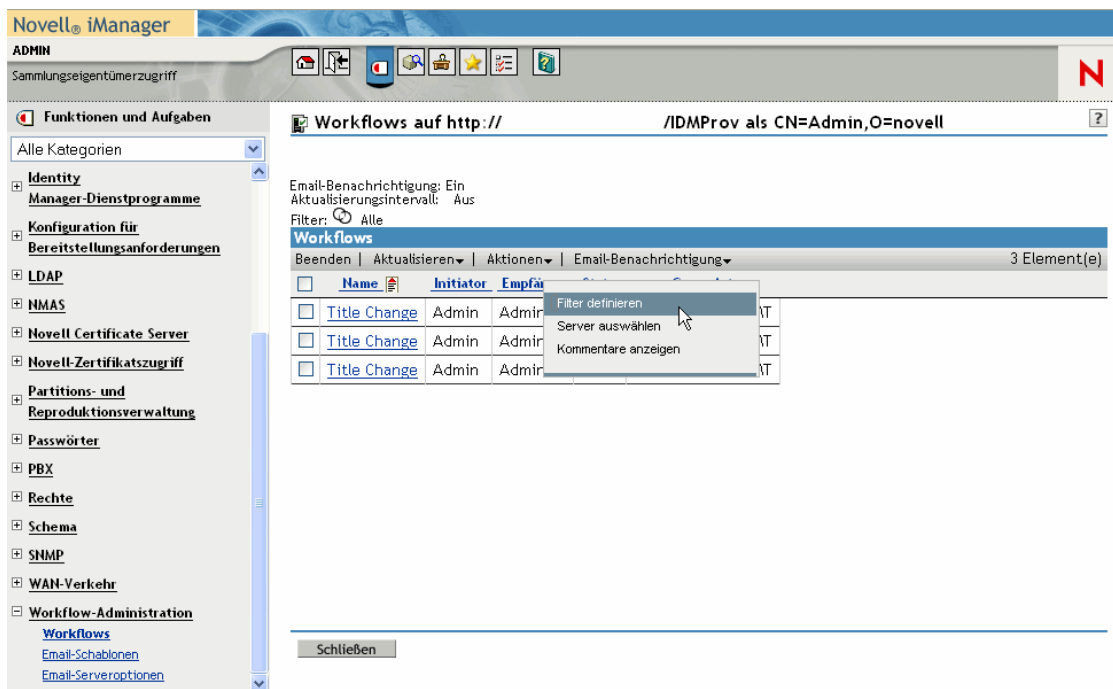 Novell® iManager
ADMIN
Sammlungseigentümerzugriff
N
Funktionen und Aufgaben
Alle Kategorien
Identity
Manager-Dienstprogramme
Konfiguration für
Bereitstellungsanforderungen
LDAP
NMAS
Novell Certificate Server
Novell-Zertifikatszugriff
Partitions- und
Reproduktionsverwaltung
Passwörter
PBX
Rechte
Schema
SNMP
WAN-Verkehr
Workflow-Administration
Workflows
Email-Schablonen
Email-Serveroptionen
Workflows auf http:// /IDMProv als CN=Admin,O=novell ?
Email-Benachrichtigung: Ein
Aktualisierungsintervall: Aus
Filter: Alle
Workflows
Beenden | Aktualisieren | Aktionen | Email-Benachrichtigung 3 Element(e)
Name Initiator
Title Change Admin Admin
Title Change Admin Admin
Title Change Admin Admin
Filter definieren
Server auswählen
Kommentare anzeigen
Schließen